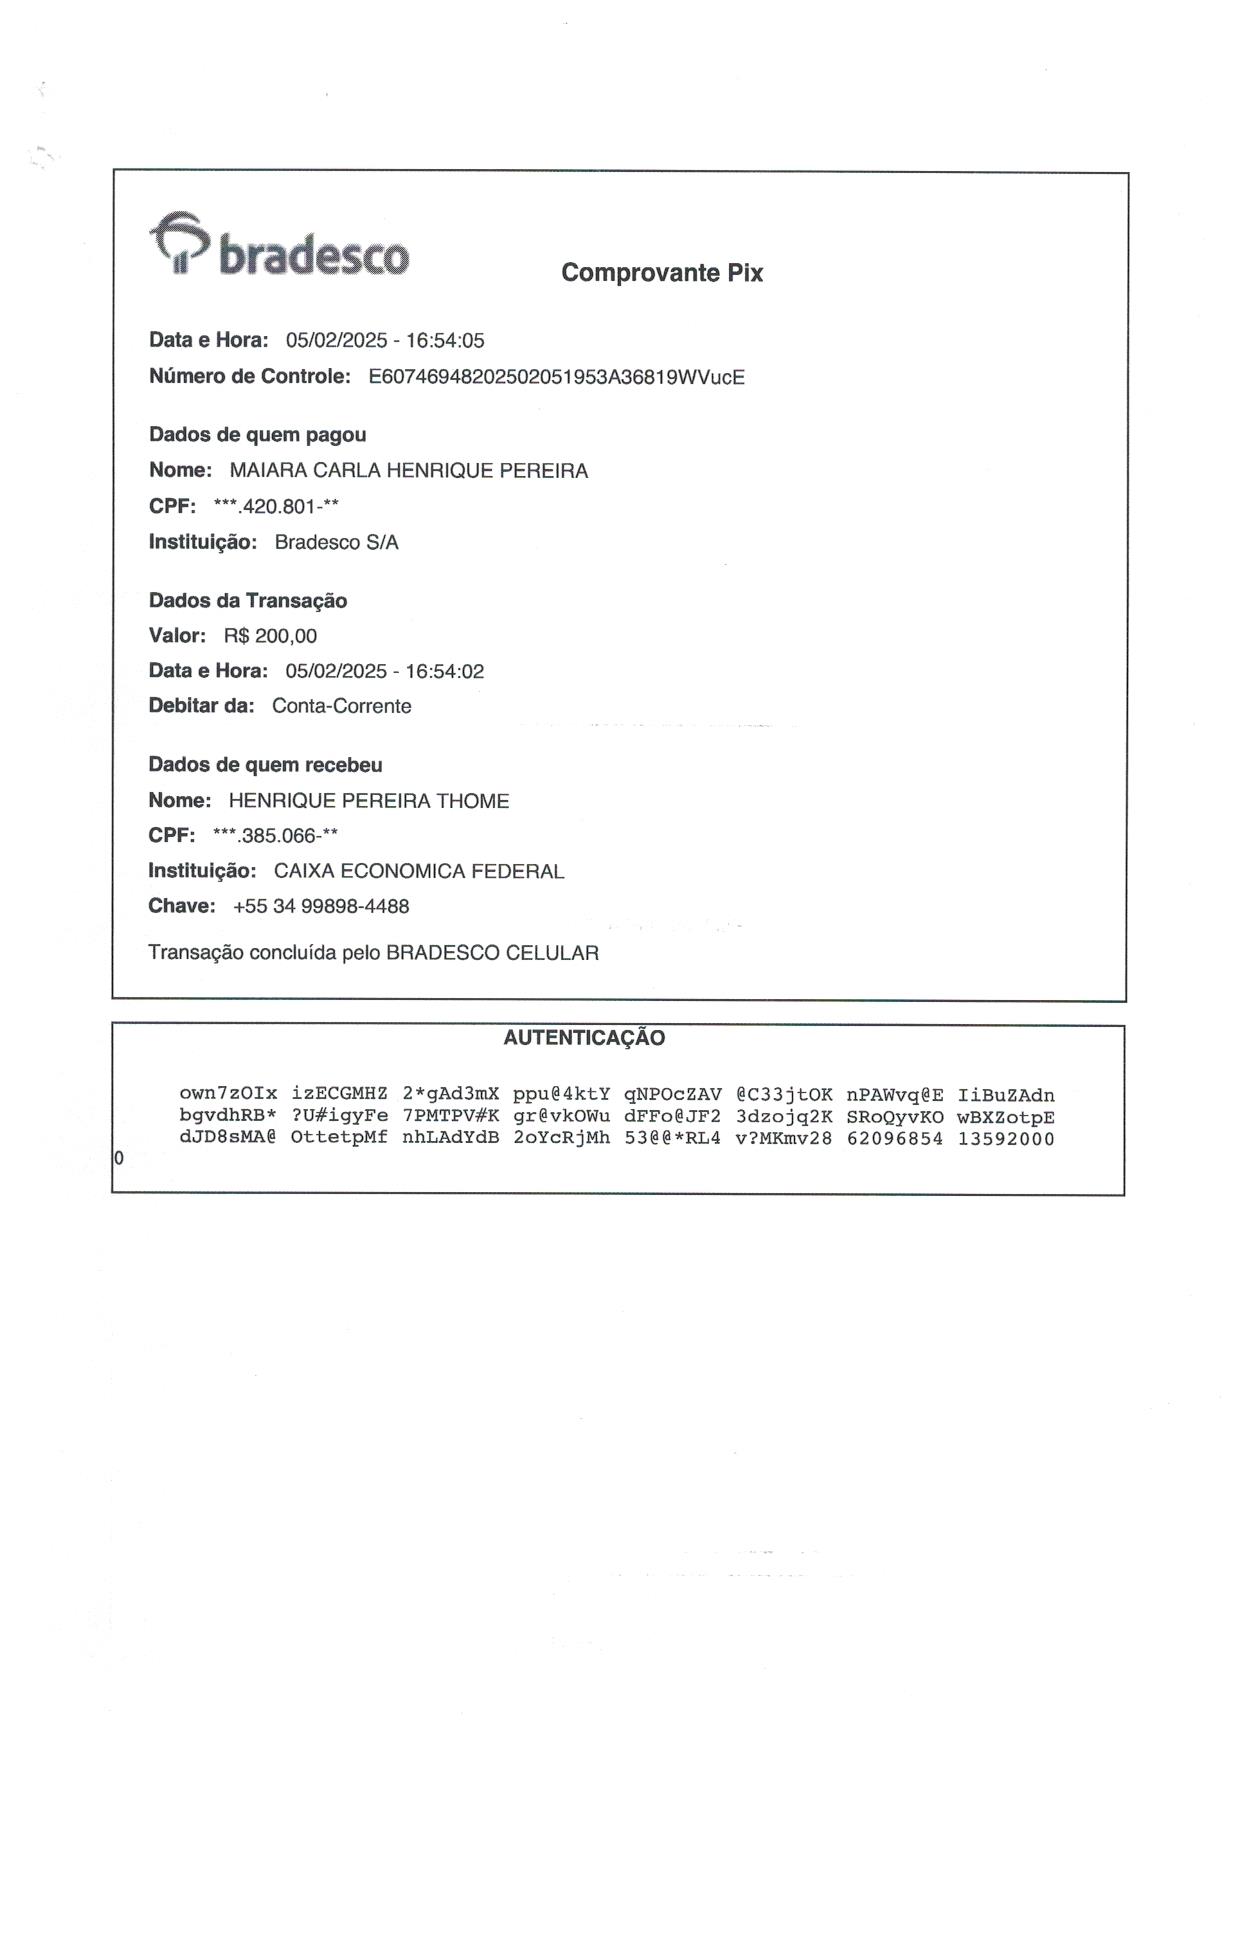 bradesco
Comprovante Pix
Data e Hora: 05/02/2025 - 16:54:05
Número de Controle: E60746948202502051953A36819WVucE
Dados de quem pagou
Nome: MAIARA CARLA HENRIQUE PEREIRA
CPF: ***.420.801-**
Instituição: Bradesco S/A
Dados da Transação
Valor: R$ 200,00
Data e Hora: 05/02/2025 - 16:54:02
Debitar da: Conta-Corrente
Dados de quem recebeu
Nome: HENRIQUE PEREIRA THOME
CPF: ***.385.066-**
Instituição: CAIXA ECONOMICA FEDERAL
Chave: +55 34 99898-4488
Transação concluída pelo BRADESCO CELULAR
AUTENTICAÇÃO
own7zOIx izECGMHZ 2*gAd3mX ppu@4ktY qNPOcZAV @C33jtOK nPAWvq@E IiBuZAdn
bgvdhRB* ?U#igyFe 7PMTPV#K gr@vkOWu dFFo@JF2 3dzojq2K SRoQyvKO wBXZotpE
dJD8sMA@ OttetpMf nhLAdYdB 2oYcRjMh 53@@*RL4 v?MKmv28 62096854 13592000
0